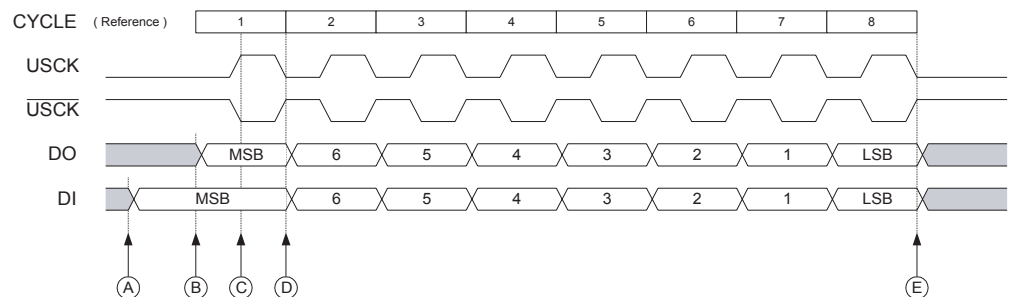 CYCLE ( Reference ) 1 2 3 4 5 6 7 8
USCK
USCK
DO MSB 6 5 4 3 2 1 LSB
DI MSB 6 5 4 3 2 1 LSB
A B C D E